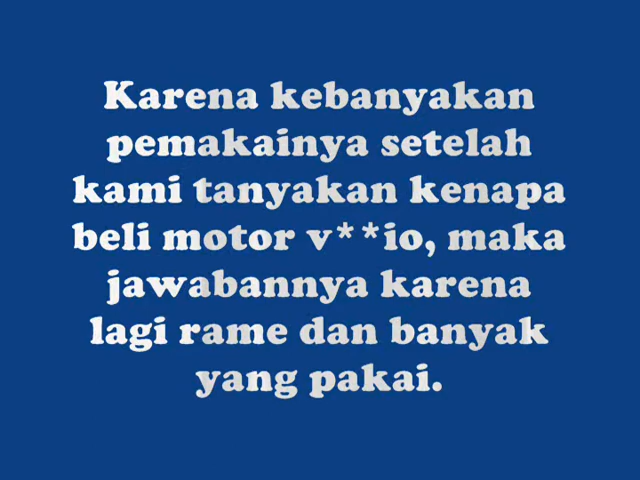 Karena kebanyakan
pemakainya setelah
kami tanyakan kenapa
beli motor v**io, maka
jawabannya karena
lagi rame dan banyak
yang pakai.